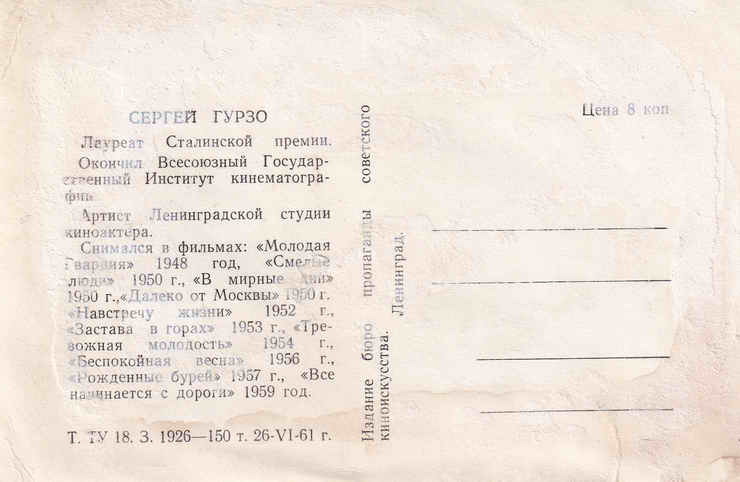 СЕРГЕЙ ГУРЗО
Лауреат Сталинской премии.
Окончил Всесоюзный Государ-
ственный Институт кинематогра-
фии
Артист Ленинградской студии
киноактера.
Снимался в фильмах: «Молодая
Гвардия» 1948 год, «Смелые
люди» 1950 г., «В мирные дни»
1950 г.,«Далеко от Москвы» 1950 г.
«Навстречу жизни» 1952 г.,
«Застава в горах» 1953 г., «Тре-
вожная молодость» 1954 г.,
«Беспокойная весна» 1956 г.,
«Рожденные бурей» 1957 г., «Все
начинается с дороги» 1959 год.
Т. ТУ 18. З. 1926—150 т. 26-VI-61 г.
Издание бюро пропаганды советского
киноискусства. Ленинград.
Цена 8 коп